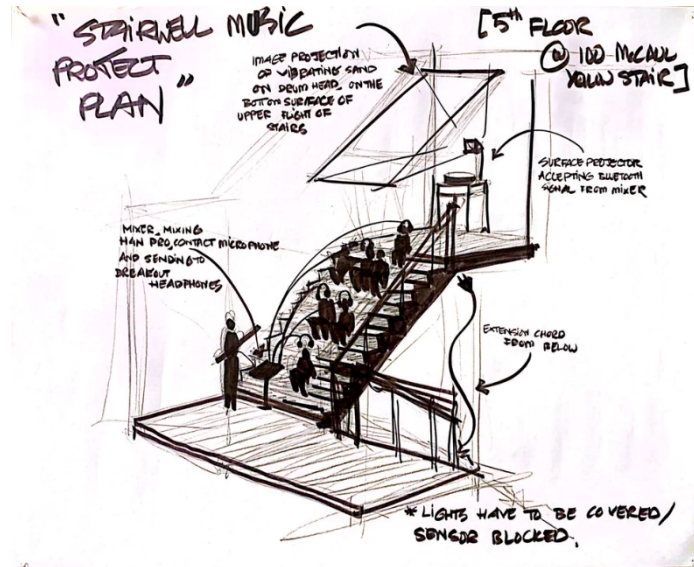 "STAIRWELL MUSIC
PROJECT
PLAN"
[5th FLOOR
@ 100 McCAUL
STAIR]
IMAGE PROJECTION
OF VIBRATING SAND
ON DRUM HEAD, ON THE
BOTTOM SURFACE OF
UPPER FLIGHT OF
STAIRS
SURFACE PROJECTOR
ACCEPTING BLUETOOTH
SIGNAL FROM MIXER
MIXER, MIXING
PRO, CONTACT MICROPHONE
AND SENDING TO
BREAKOUT
HEADPHONES
EXTENSION CHORD
FROM BELOW
* LIGHTS HAVE TO BE COVERED/
SENSOR BLOCKED.